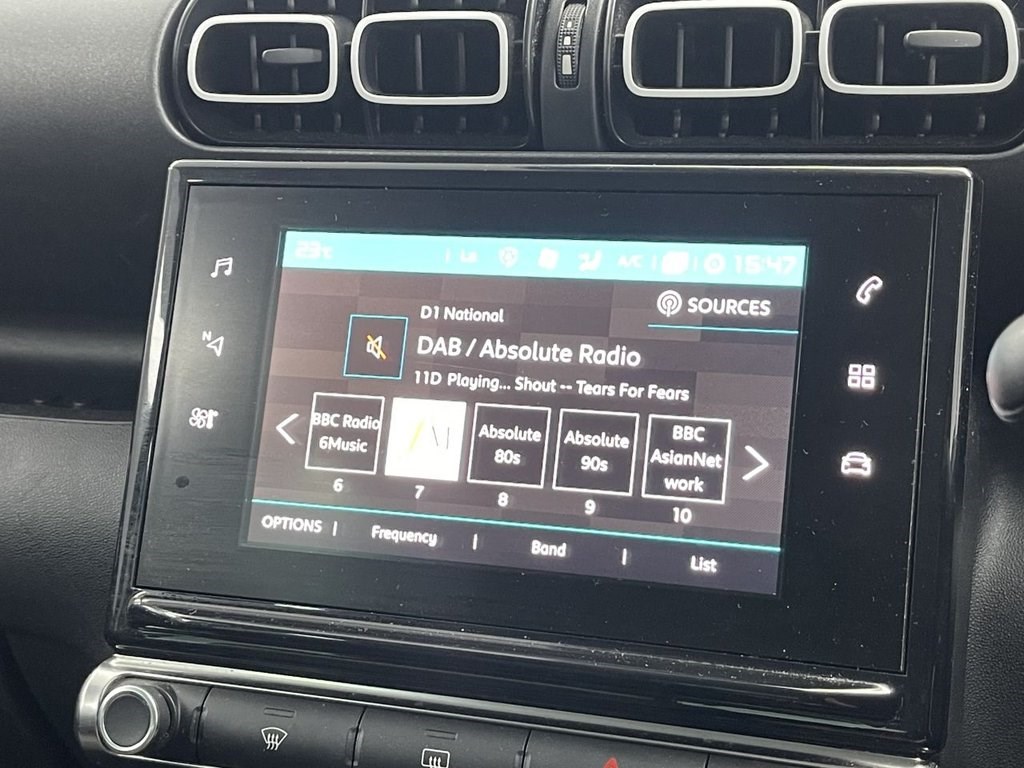 23°C
A/C
15:47
SOURCES
D1 National
DAB / Absolute Radio
11D Playing... Shout -- Tears For Fears
BBC Radio
6Music
Absolute
80s
Absolute
90s
BBC
AsianNet
work
6
7
8
9
10
OPTIONS
Frequency
Band
List
N